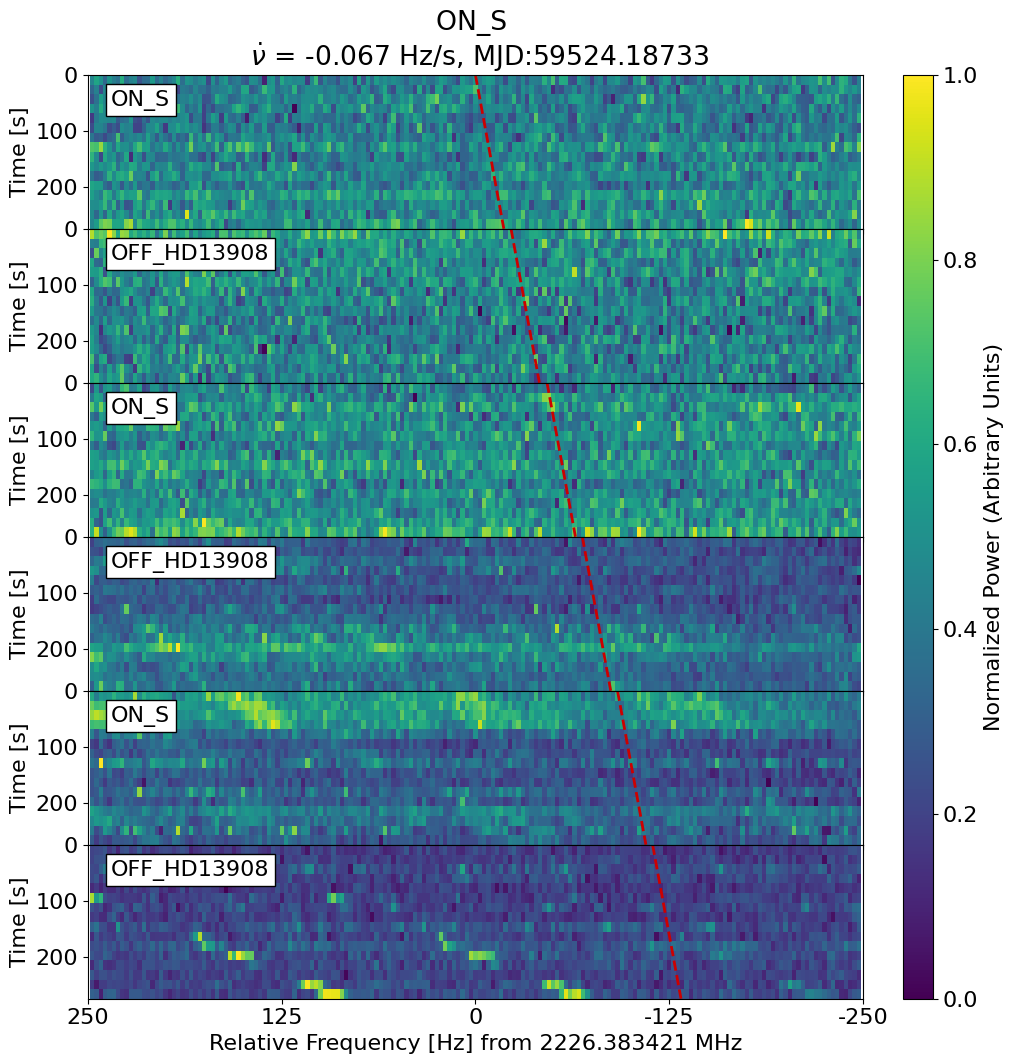 ON_S
ν̇ = -0.067 Hz/s, MJD:59524.18733
0
100
200
Time [s]
ON_S
0
100
200
Time [s]
OFF_HD13908
0
100
200
Time [s]
ON_S
0
100
200
Time [s]
OFF_HD13908
0
100
200
Time [s]
ON_S
0
100
200
Time [s]
OFF_HD13908
250 125 0 -125 -250
Relative Frequency [Hz] from 2226.383421 MHz
1.0
0.8
0.6
0.4
0.2
0.0
Normalized Power (Arbitrary Units)